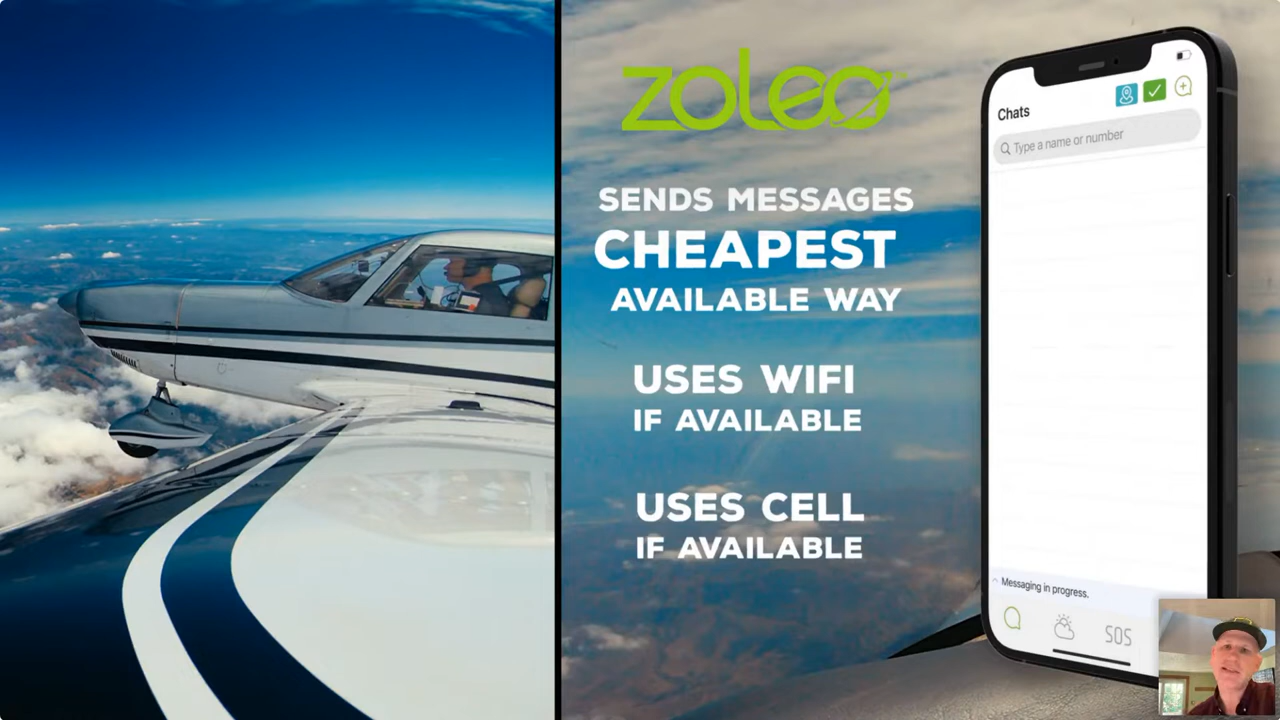 zoleo
SENDS MESSAGES
CHEAPEST
AVAILABLE WAY
USES WIFI
IF AVAILABLE
USES CELL
IF AVAILABLE
Chats
Type a name or number
Messaging in progress.
SOS